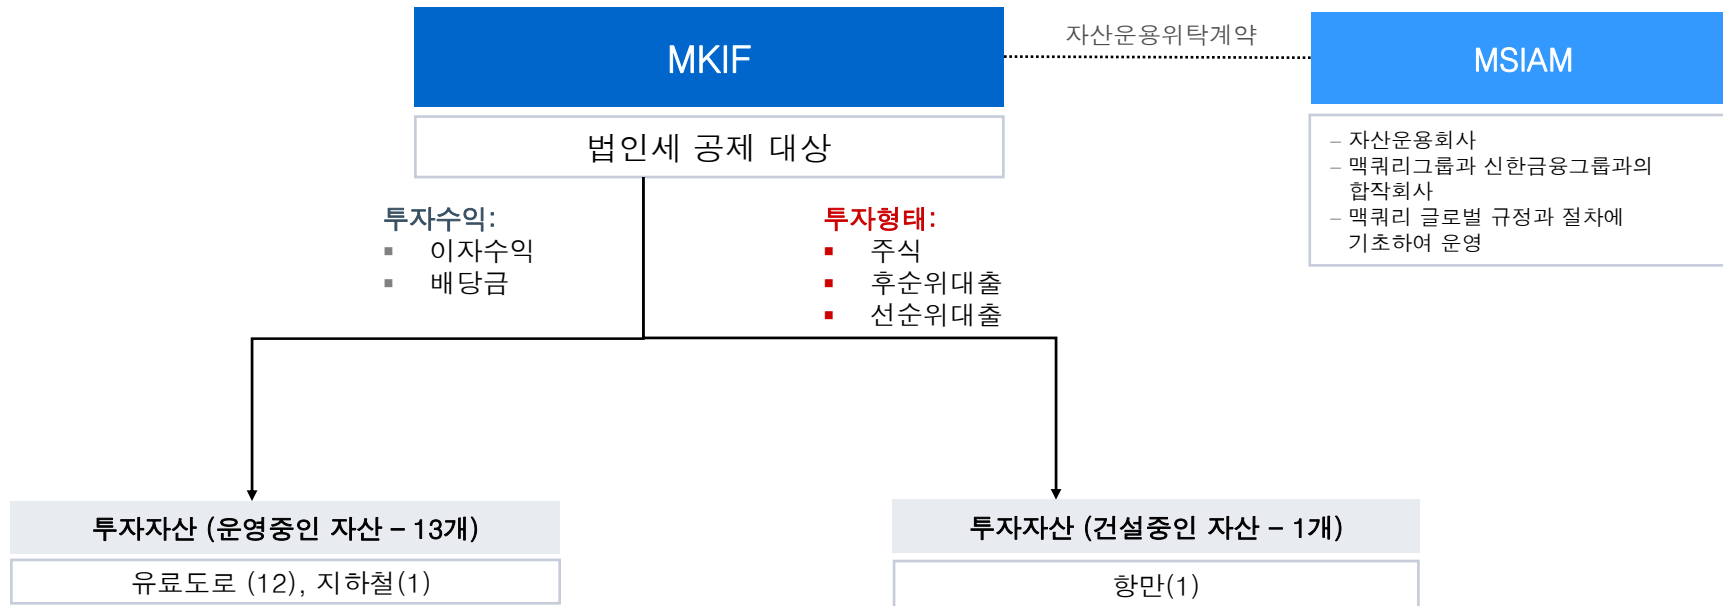 MKIF
자산운용위탁계약
MSIAM
법인세 공제 대상
– 자산운용회사
– 맥쿼리그룹과 신한금융그룹과의
합작회사
– 맥쿼리 글로벌 규정과 절차에
기초하여 운영
투자수익:
▪ 이자수익
▪ 배당금
투자형태:
▪ 주식
▪ 후순위대출
▪ 선순위대출
투자자산 (운영중인 자산 – 13개)
유료도로 (12), 지하철(1)
투자자산 (건설중인 자산 – 1개)
항만(1)